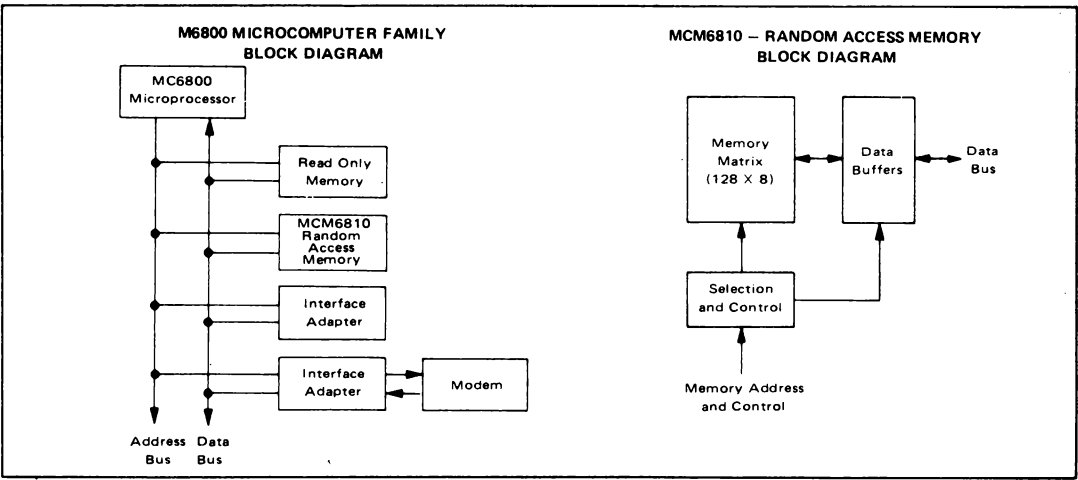 M6800 MICROCOMPUTER FAMILY
BLOCK DIAGRAM
MC6800
Microprocessor
Read Only
Memory
MCM6810
Random
Access
Memory
Interface
Adapter
Interface
Adapter
Modem
Address
Bus
Data
Bus
MCM6810 — RANDOM ACCESS MEMORY
BLOCK DIAGRAM
Memory
Matrix
(128 X 8)
Data
Buffers
Data
Bus
Selection
and Control
Memory Address
and Control